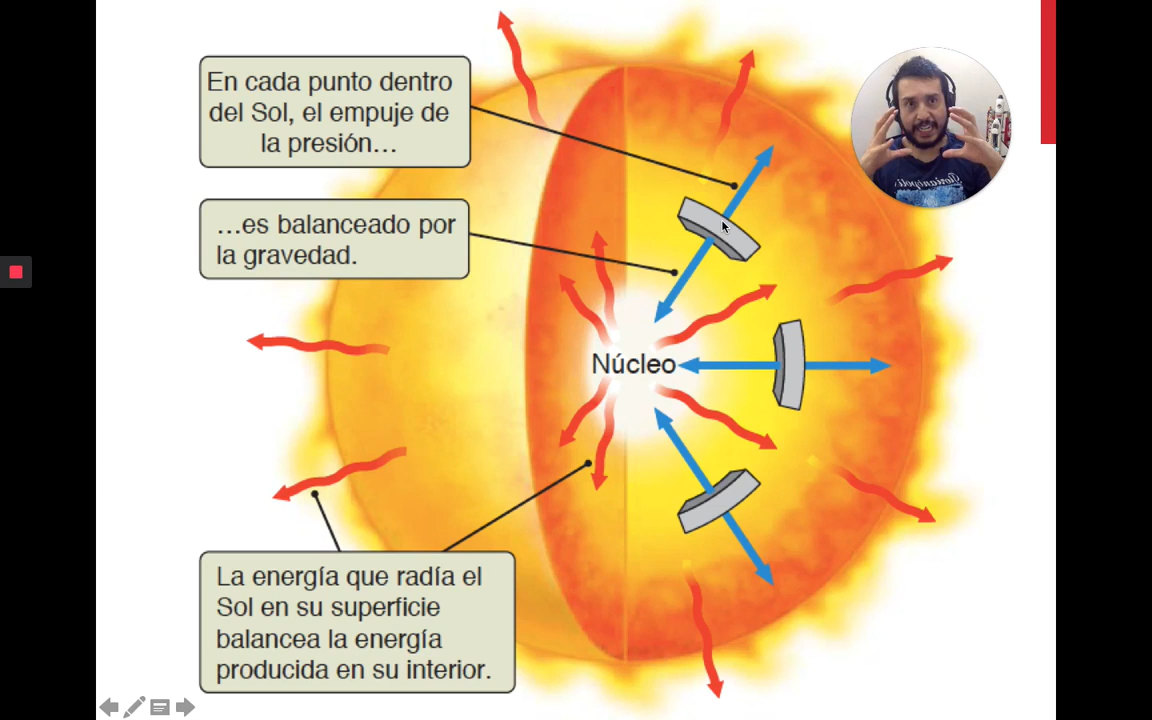 En cada punto dentro
del Sol, el empuje de
la presión...
...es balanceado por
la gravedad.
Núcleo
La energía que radía el
Sol en su superficie
balancea la energía
producida en su interior.